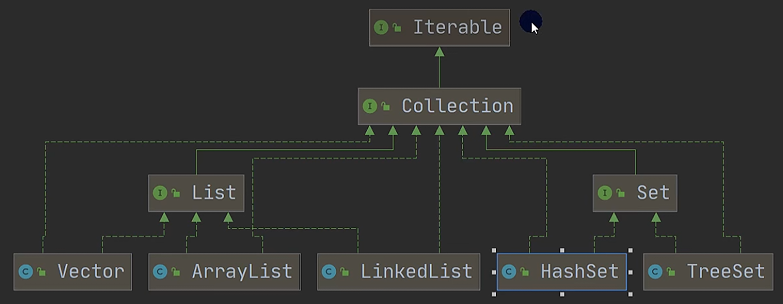 Iterable
Collection
List
Set
Vector
ArrayList
LinkedList
HashSet
TreeSet